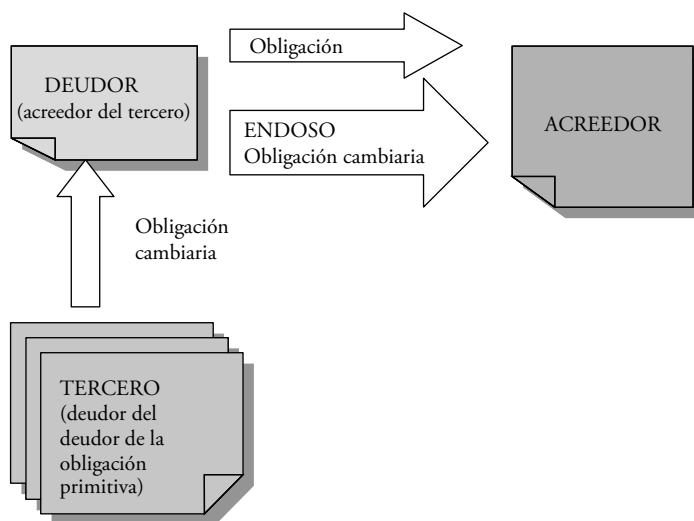 DEUDOR
(acreedor del tercero)
Obligación
ENDOSO
Obligación cambiaria
ACREEDOR
Obligación
cambiaria
TERCERO
(deudor del
deudor de la
obligación
primitiva)